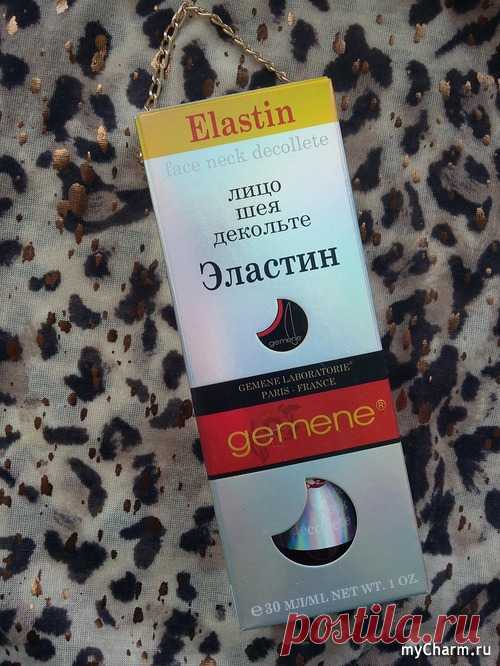 Elastin
face neck decollete
лицо
шея
декольте
Эластин
gemene
GEMENE LABORATORIE®
PARIS - FRANCE
gemene®
decollete
℮ 30 МЛ/ML NET WT. 1 OZ
postila.ru
myCharm.ru